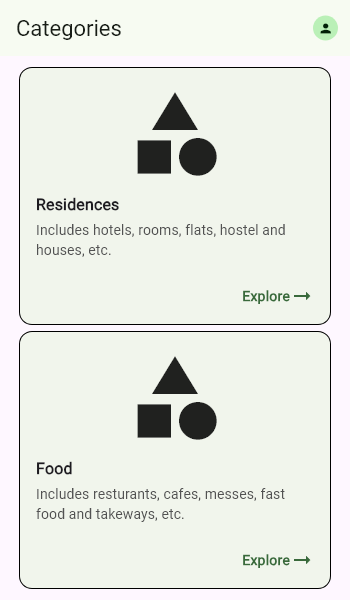 Categories
Residences
Includes hotels, rooms, flats, hostel and
houses, etc.
Explore
Food
Includes resturants, cafes, messes, fast
food and takeways, etc.
Explore